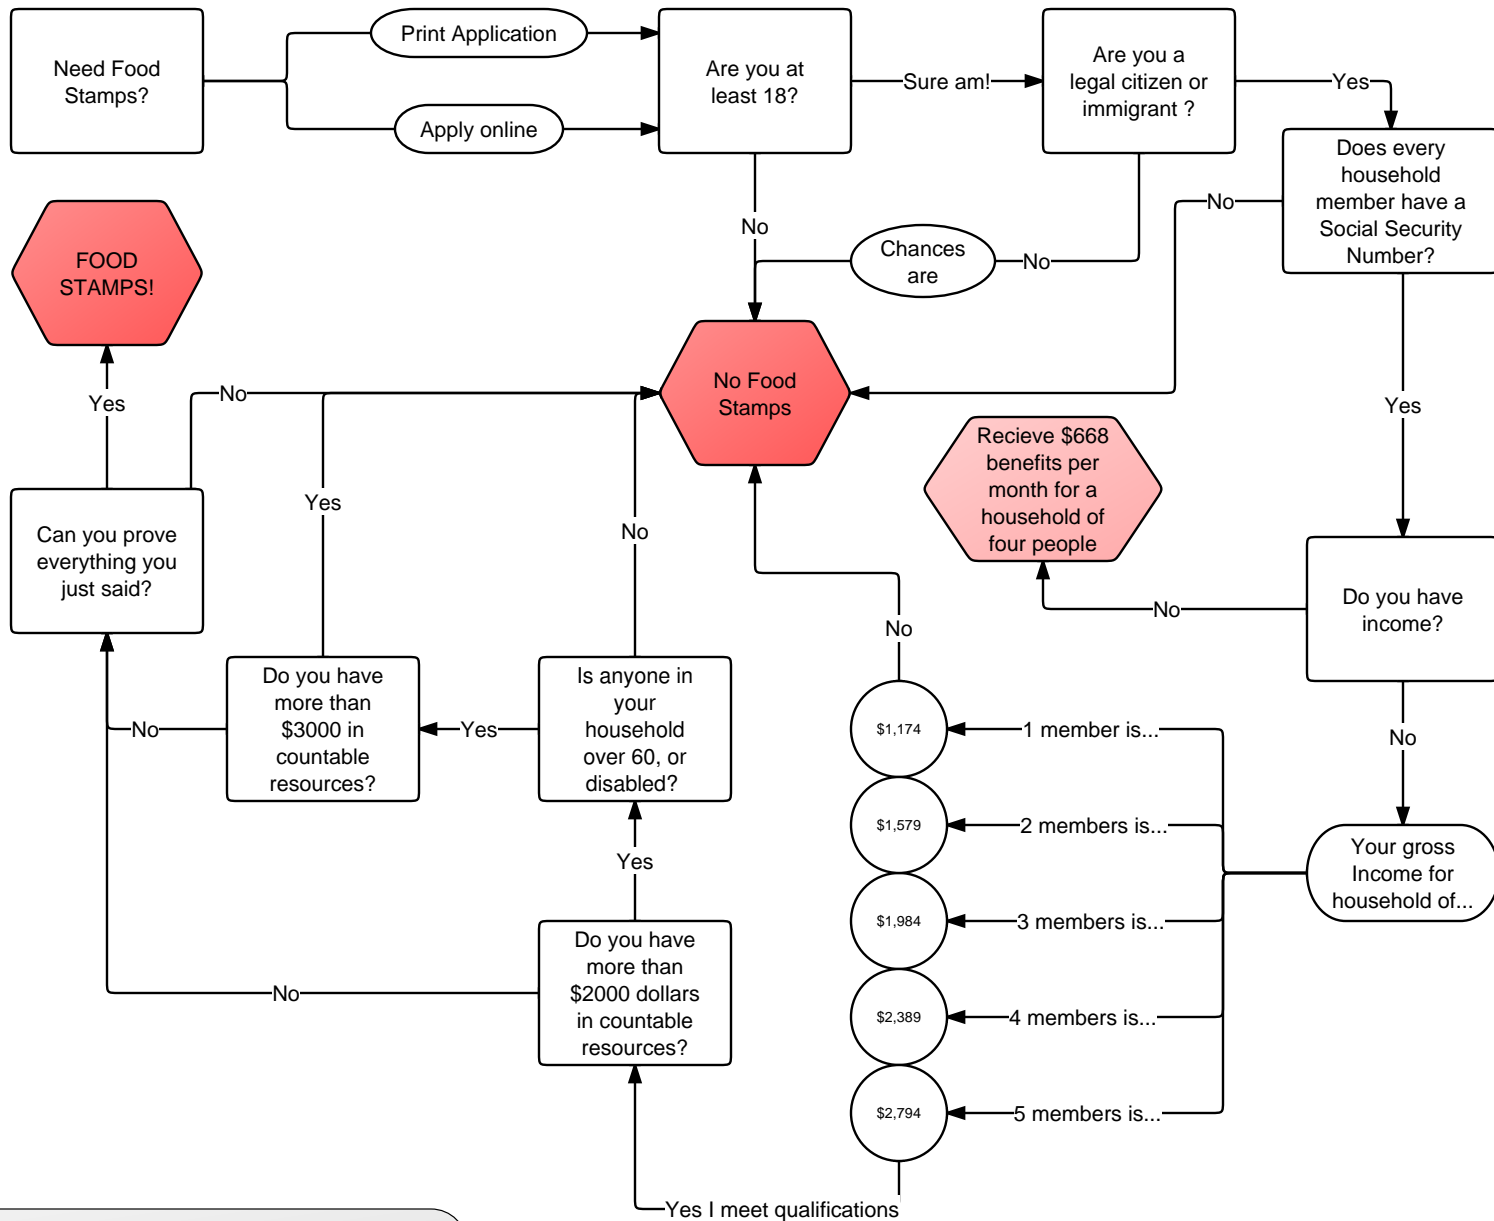 Need Food
Stamps?
Print Application
Apply online
Are you at
least 18?
Sure am!
Are you a
legal citizen or
immigrant ?
Yes
Does every
household
member have a
Social Security
Number?
No
No
Chances
are
No
FOOD
STAMPS!
No Food
Stamps
Yes
No
Yes
No
Yes
Recieve $668
benefits per
month for a
household of
four people
Can you prove
everything you
just said?
Do you have
income?
No
No
No
Do you have
more than
$3000 in
countable
resources?
No
Yes
Is anyone in
your
household
over 60, or
disabled?
$1,174
1 member is...
$1,579
2 members is...
$1,984
3 members is...
$2,389
4 members is...
$2,794
5 members is...
Your gross
Income for
household of...
Yes
Do you have
more than
$2000 dollars
in countable
resources?
No
Yes I meet qualifications